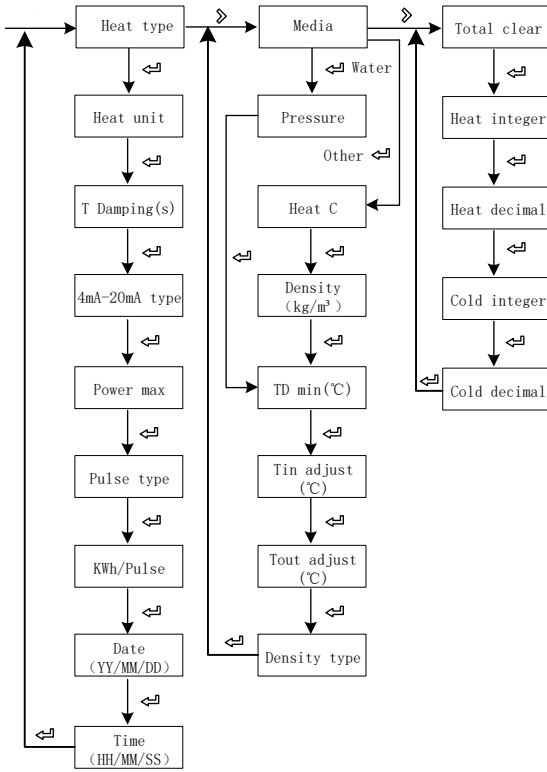 Heat type
Heat unit
T Damping(s)
4mA-20mA type
Power max
Pulse type
KWh/Pulse
Date
(YY/MM/DD)
Time
(HH/MM/SS)
Media
Water
Pressure
Other
Heat C
Density
(kg/m³)
TD min(℃)
Tin adjust
(℃)
Tout adjust
(℃)
Density type
Total clear
Heat integer
Heat decimal
Cold integer
Cold decimal